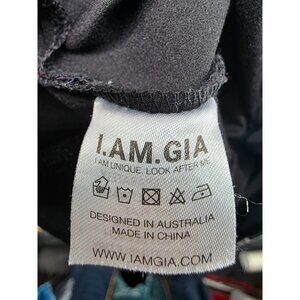 I.AM.GIA
I AM UNIQUE. LOOK AFTER ME.
DESIGNED IN AUSTRALIA
MADE IN CHINA
WWW.IAMGIA.COM